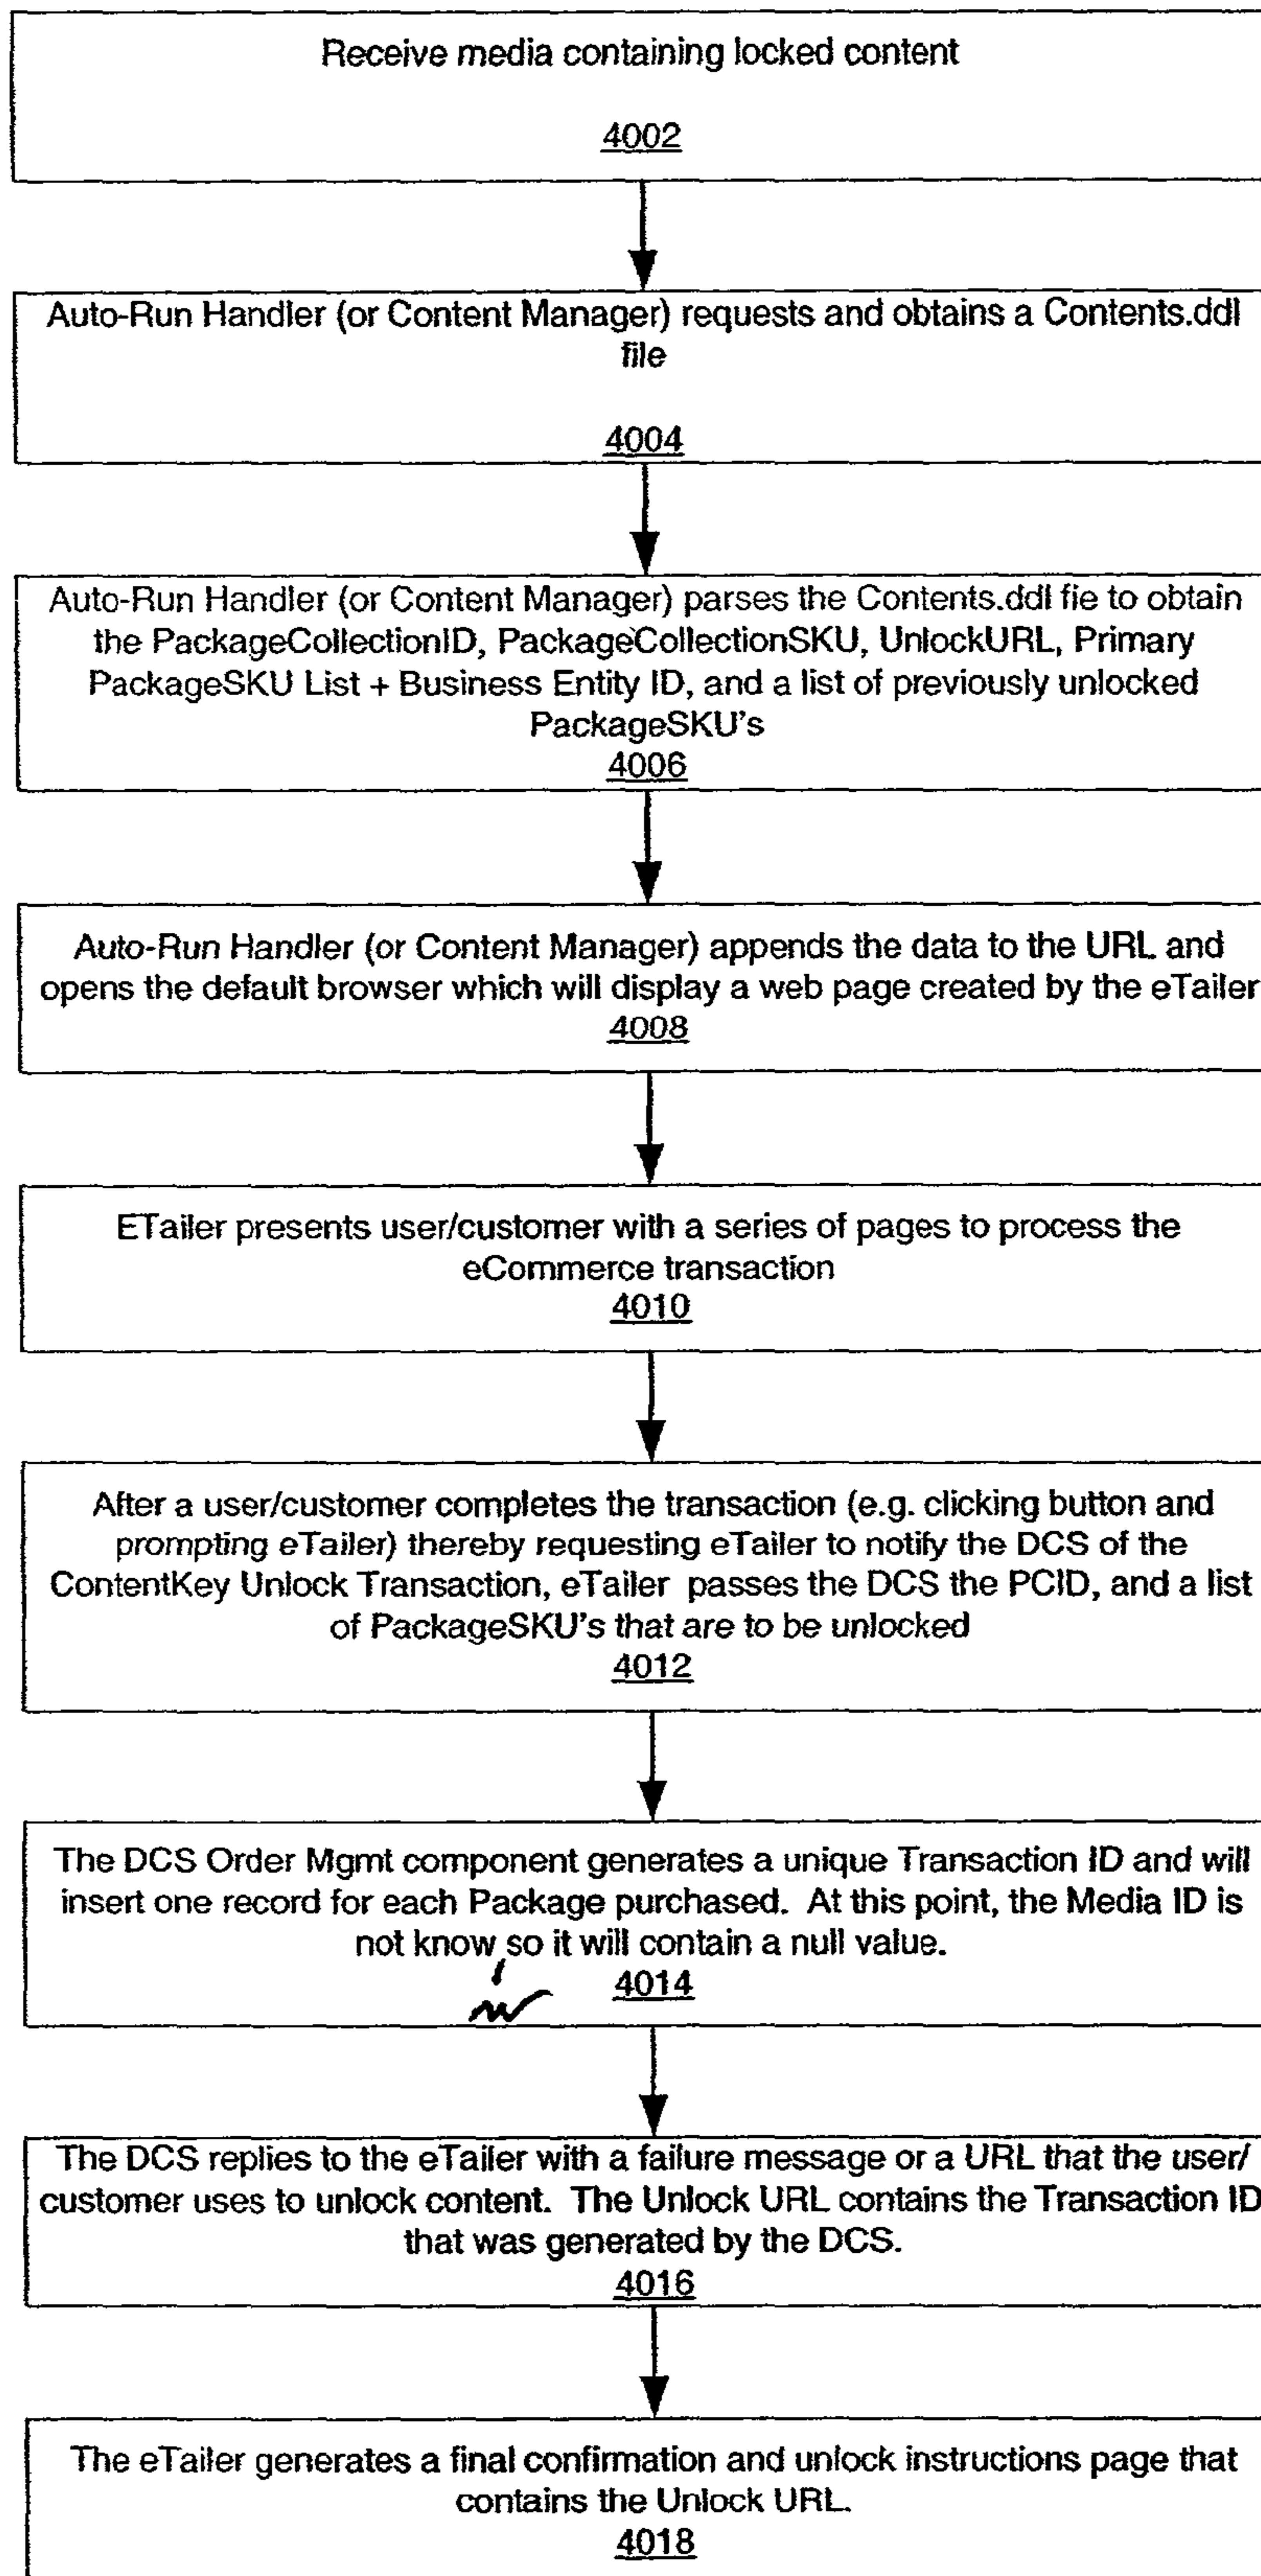 Receive media containing locked content
4002
Auto-Run Handler (or Content Manager) requests and obtains a Contents.ddl
file
4004
Auto-Run Handler (or Content Manager) parses the Contents.ddl fie to obtain
the PackageCollectionID, PackageCollectionSKU, UnlockURL, Primary
PackageSKU List + Business Entity ID, and a list of previously unlocked
PackageSKU's
4006
Auto-Run Handler (or Content Manager) appends the data to the URL and
opens the default browser which will display a web page created by the eTailer
4008
ETailer presents user/customer with a series of pages to process the
eCommerce transaction
4010
After a user/customer completes the transaction (e.g. clicking button and
prompting eTailer) thereby requesting eTailer to notify the DCS of the
ContentKey Unlock Transaction, eTailer passes the DCS the PCID, and a list
of PackageSKU's that are to be unlocked
4012
The DCS Order Mgmt component generates a unique Transaction ID and will
insert one record for each Package purchased. At this point, the Media ID is
not know so it will contain a null value.
n
4014
The DCS replies to the eTailer with a failure message or a URL that the user/
customer uses to unlock content. The Unlock URL contains the Transaction ID
that was generated by the DCS.
4016
The eTailer generates a final confirmation and unlock instructions page that
contains the Unlock URL.
4018